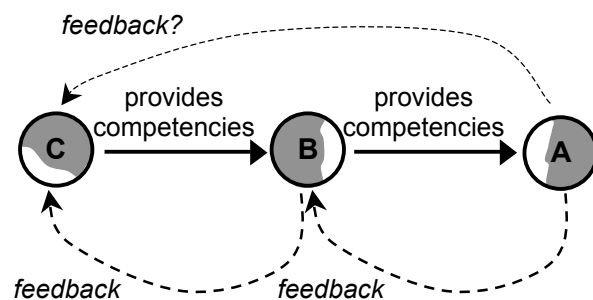 feedback?
provides
competencies
provides
competencies
C
B
A
feedback
feedback